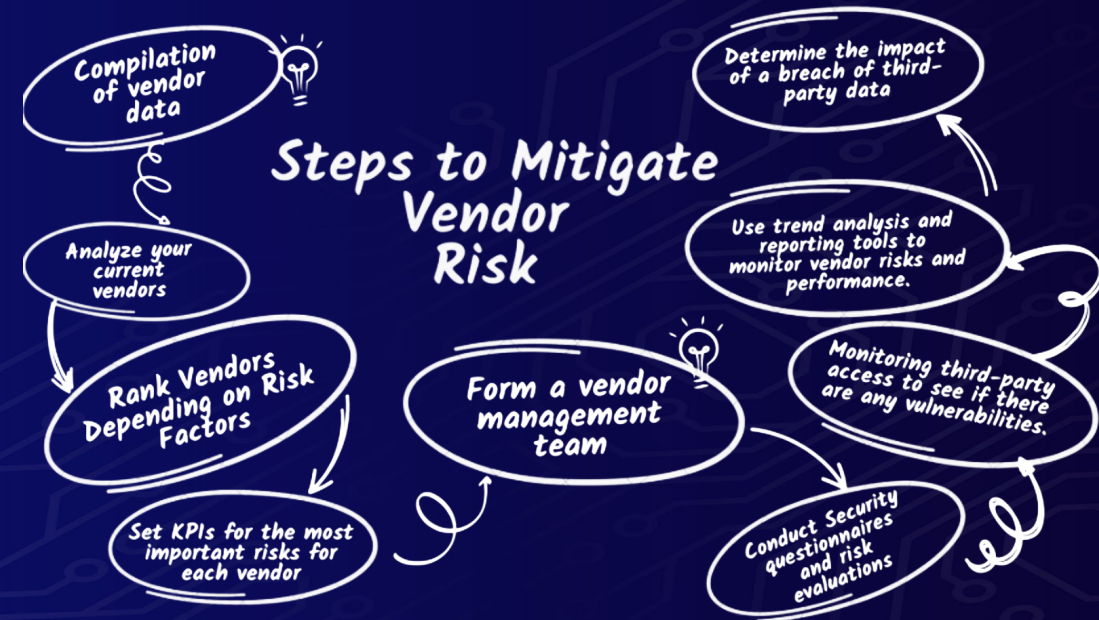 Steps to Mitigate
Vendor
Risk
Compilation
of vendor
data
Analyze your
current
vendors
Rank Vendors
Depending on Risk
Factors
Set KPIs for the most
important risks for
each vendor
Form a vendor
management
team
Conduct Security
questionnaires
and risk
evaluations
Monitoring third-party
access to see if there
are any vulnerabilities.
Use trend analysis and
reporting tools to
monitor vendor risks and
performance.
Determine the impact
of a breach of third-
party data